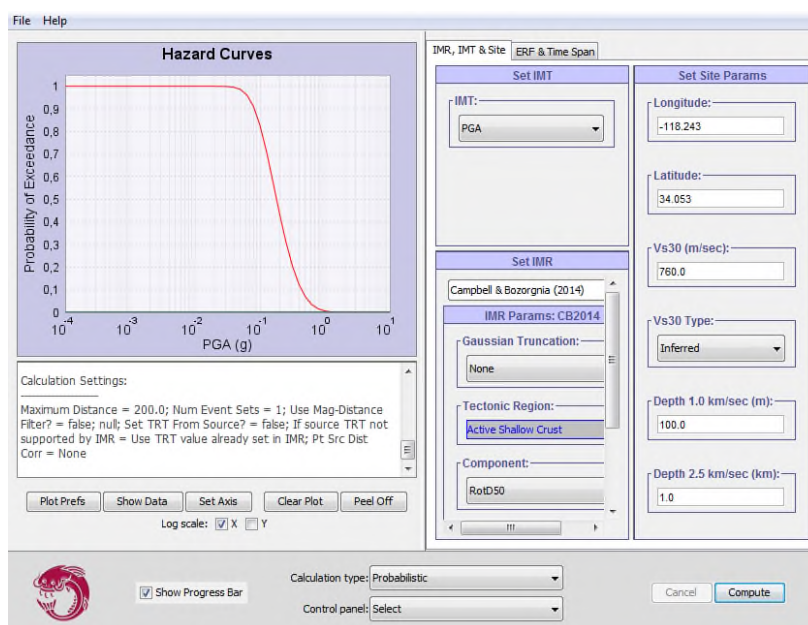 File Help
Hazard Curves
Probability of Exceedance
1
0,9
0,8
0,7
0,6
0,5
0,4
0,3
0,2
0,1
0
10-4 10-3 10-2 10-1 100 101
PGA (g)
Calculation Settings:
---------------
Maximum Distance = 200.0; Num Event Sets = 1; Use Mag-Distance
Filter? = false; null; Set TRT From Source? = false; If source TRT not
supported by IMR = Use TRT value already set in IMR; Pt Src Dist
Corr = None
Plot Prefs Show Data Set Axis Clear Plot Peel Off
Log scale: X Y
IMR, IMT & Site ERF & Time Span
Set IMT
IMT:
PGA
Set IMR
Campbell & Bozorgnia (2014)
IMR Params: CB2014
Gaussian Truncation:
None
Tectonic Region:
Active Shallow Crust
Component:
RotD50
Set Site Params
Longitude:
-118.243
Latitude:
34.053
Vs30 (m/sec):
760.0
Vs30 Type:
Inferred
Depth 1.0 km/sec (m):
100.0
Depth 2.5 km/sec (km):
1.0
Show Progress Bar
Calculation type: Probabilistic
Control panel: Select
Cancel Compute